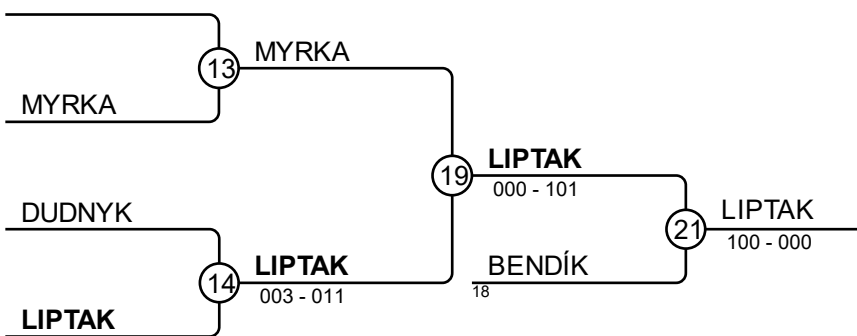 13
MYRKA
MYRKA
19
LIPTAK
000 - 101
DUDNYK
14
LIPTAK
003 - 011
LIPTAK
21
LIPTAK
100 - 000
BENDÍK
18